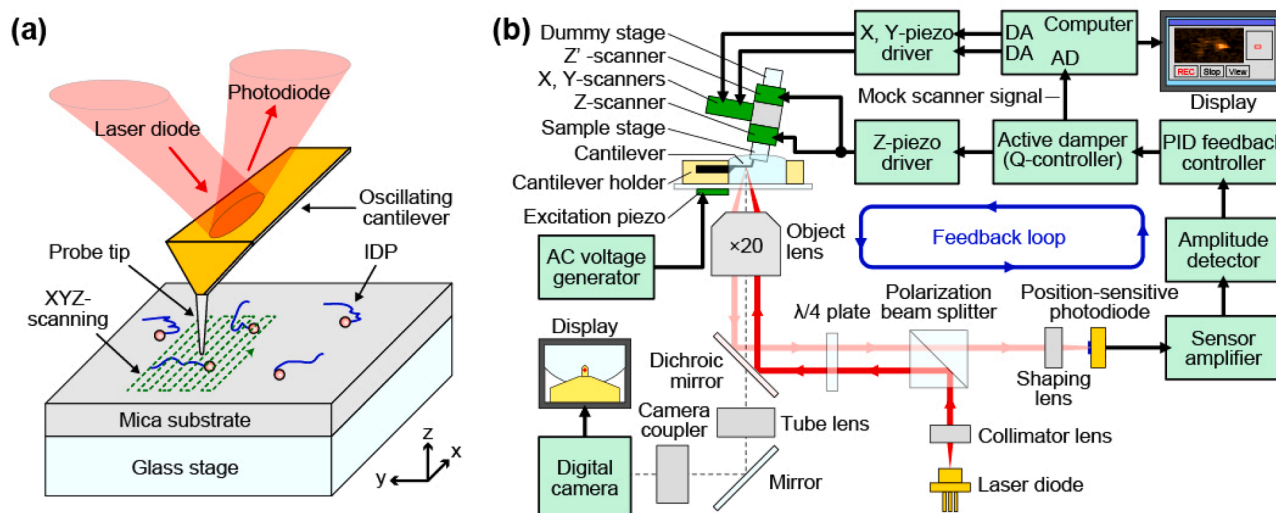 (a)
Photodiode
Laser diode
Oscillating
cantilever
Probe tip
IDP
XYZ-
scanning
Mica substrate
Glass stage
z
x
y
(b)
Dummy stage
Z' -scanner
X, Y-scanners
Z-scanner
Sample stage
Cantilever
Cantilever holder
Excitation piezo
AC voltage
generator
X, Y-piezo
driver
DA
DA
Computer
AD
REC
Stop
View
Display
Mock scanner signal
Z-piezo
driver
Active damper
(Q-controller)
PID feedback
controller
×20
Object
lens
Feedback loop
Amplitude
detector
Polarization
beam splitter
Position-sensitive
photodiode
λ/4 plate
Sensor
amplifier
Display
Dichroic
mirror
Shaping
lens
Camera
coupler
Tube lens
Collimator lens
Digital
camera
Mirror
Laser diode